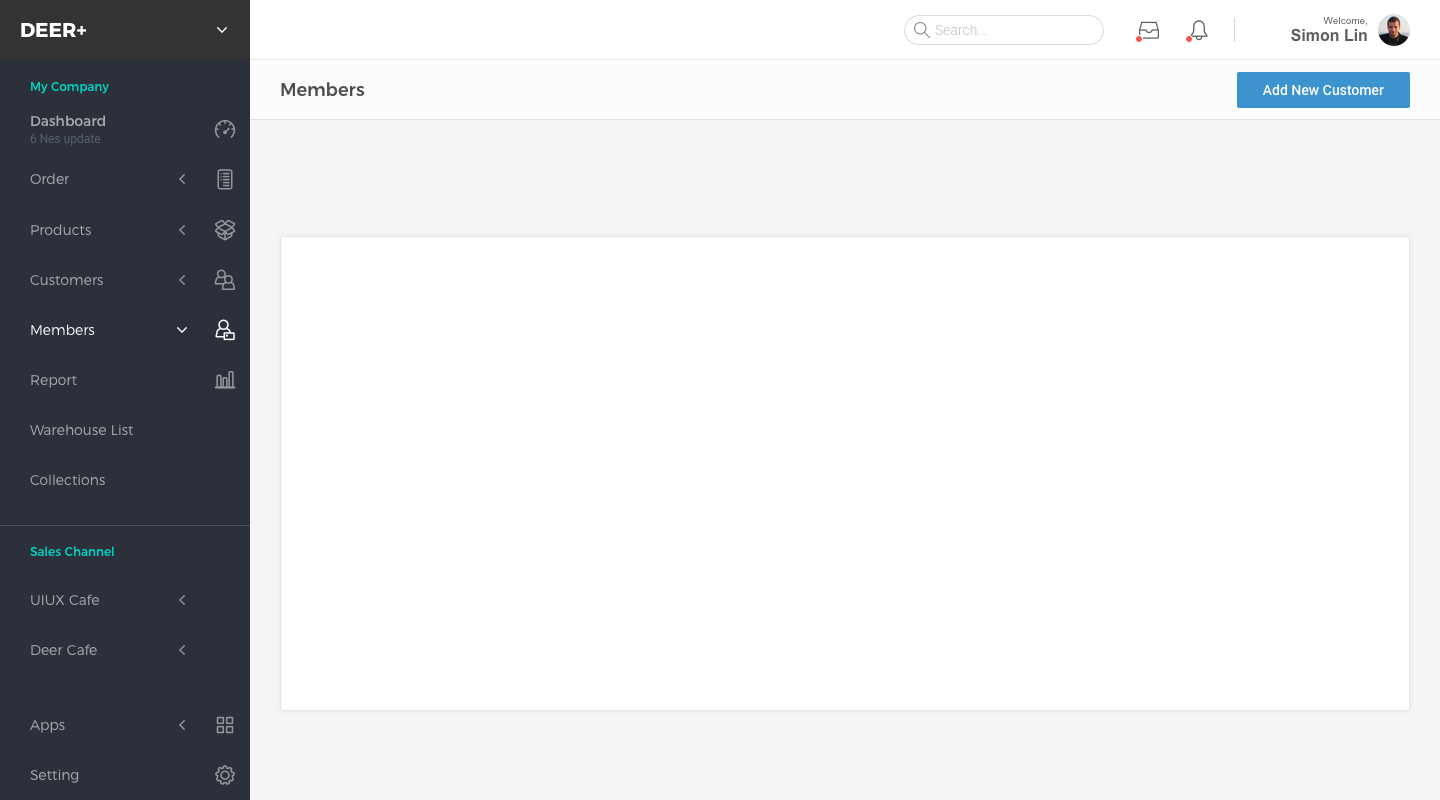 DEER+
Search...
Welcome,
Simon Lin
My Company
Dashboard
6 Nes update
Order
Products
Customers
Members
Report
Warehouse List
Collections
Sales Channel
UIUX Cafe
Deer Cafe
Apps
Setting
Members
Add New Customer